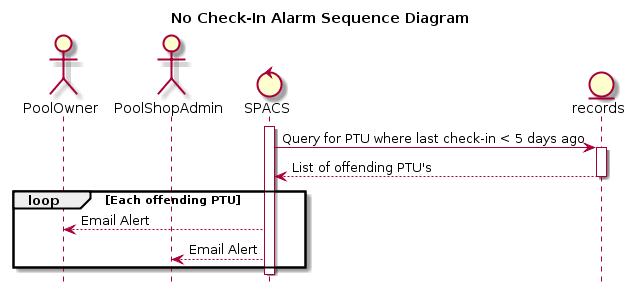 No Check-In Alarm Sequence Diagram
PoolOwner
PoolShopAdmin
SPACS
records
Query for PTU where last check-in < 5 days ago
List of offending PTU's
loop
[Each offending PTU]
Email Alert
Email Alert